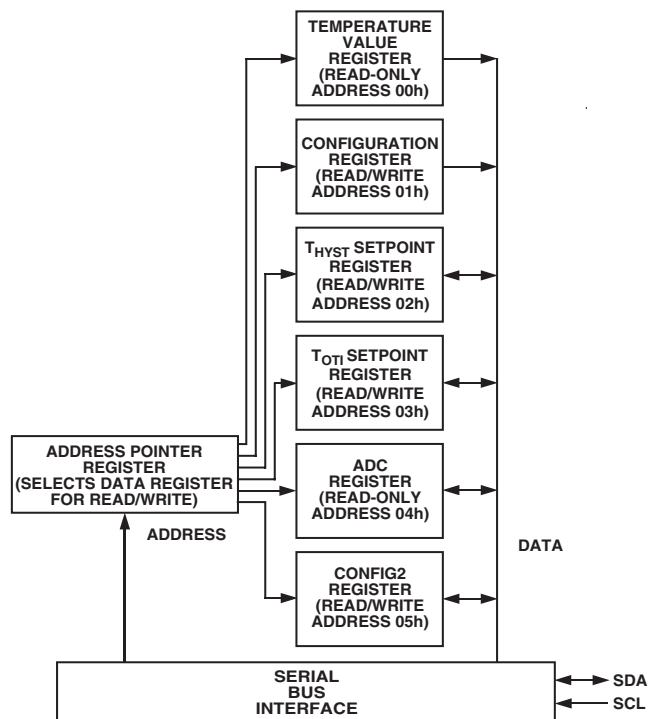 TEMPERATURE
VALUE
REGISTER
(READ-ONLY
ADDRESS 00h)
CONFIGURATION
REGISTER
(READ/WRITE
ADDRESS 01h)
THYST SETPOINT
REGISTER
(READ/WRITE
ADDRESS 02h)
TOTI SETPOINT
REGISTER
(READ/WRITE
ADDRESS 03h)
ADDRESS POINTER
REGISTER
(SELECTS DATA REGISTER
FOR READ/WRITE)
ADC
REGISTER
(READ-ONLY
ADDRESS 04h)
ADDRESS
DATA
CONFIG2
REGISTER
(READ/WRITE
ADDRESS 05h)
SERIAL
BUS
INTERFACE
SDA
SCL